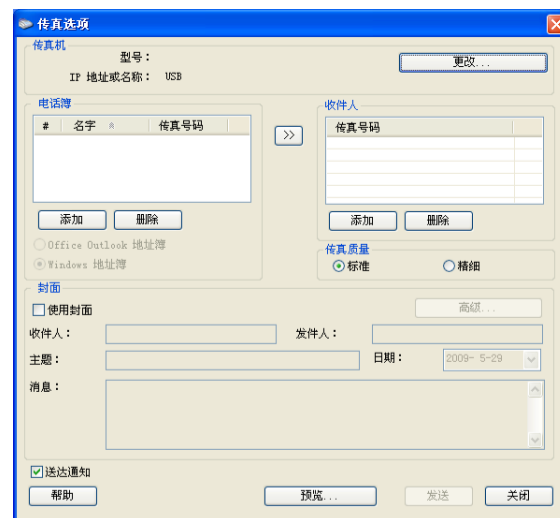 传真选项
传真机
型号：
更改...
IP 地址或名称： USB
电话簿
# 名字 传真号码
>>
添加 删除
Office Outlook 地址簿
Windows 地址簿
收件人
传真号码
添加 删除
传真质量
标准 精细
封面
使用封面
高级...
收件人： 发件人：
主题： 日期： 2009- 5-29
消息：
送达通知
帮助 预览... 发送 关闭